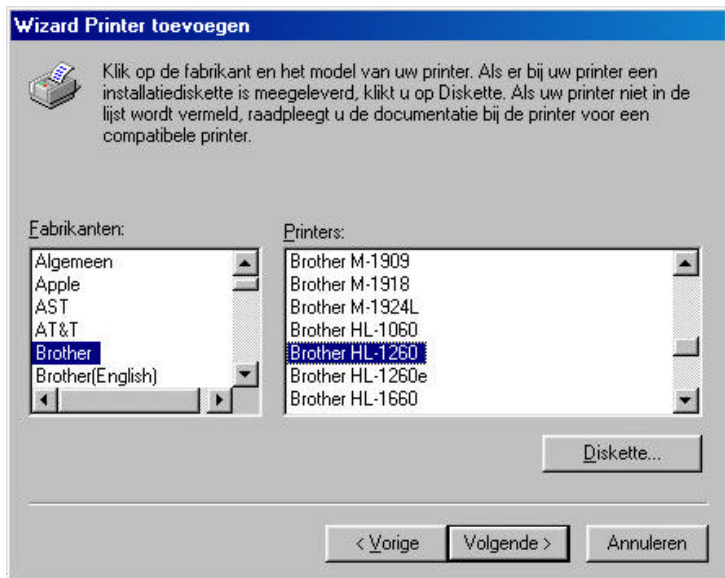 Wizard Printer toevoegen
Klik op de fabrikant en het model van uw printer. Als er bij uw printer een
installatiediskette is meegeleverd, klikt u op Diskette. Als uw printer niet in de
lijst wordt vermeld, raadpleegt u de documentatie bij de printer voor een
compatibele printer.
Fabrikanten:
Algemeen
Apple
AST
AT&T
Brother
Brother(English)
Printers:
Brother M-1909
Brother M-1918
Brother M-1924L
Brother HL-1060
Brother HL-1260
Brother HL-1260e
Brother HL-1660
Diskette...
< Vorige
Volgende >
Annuleren